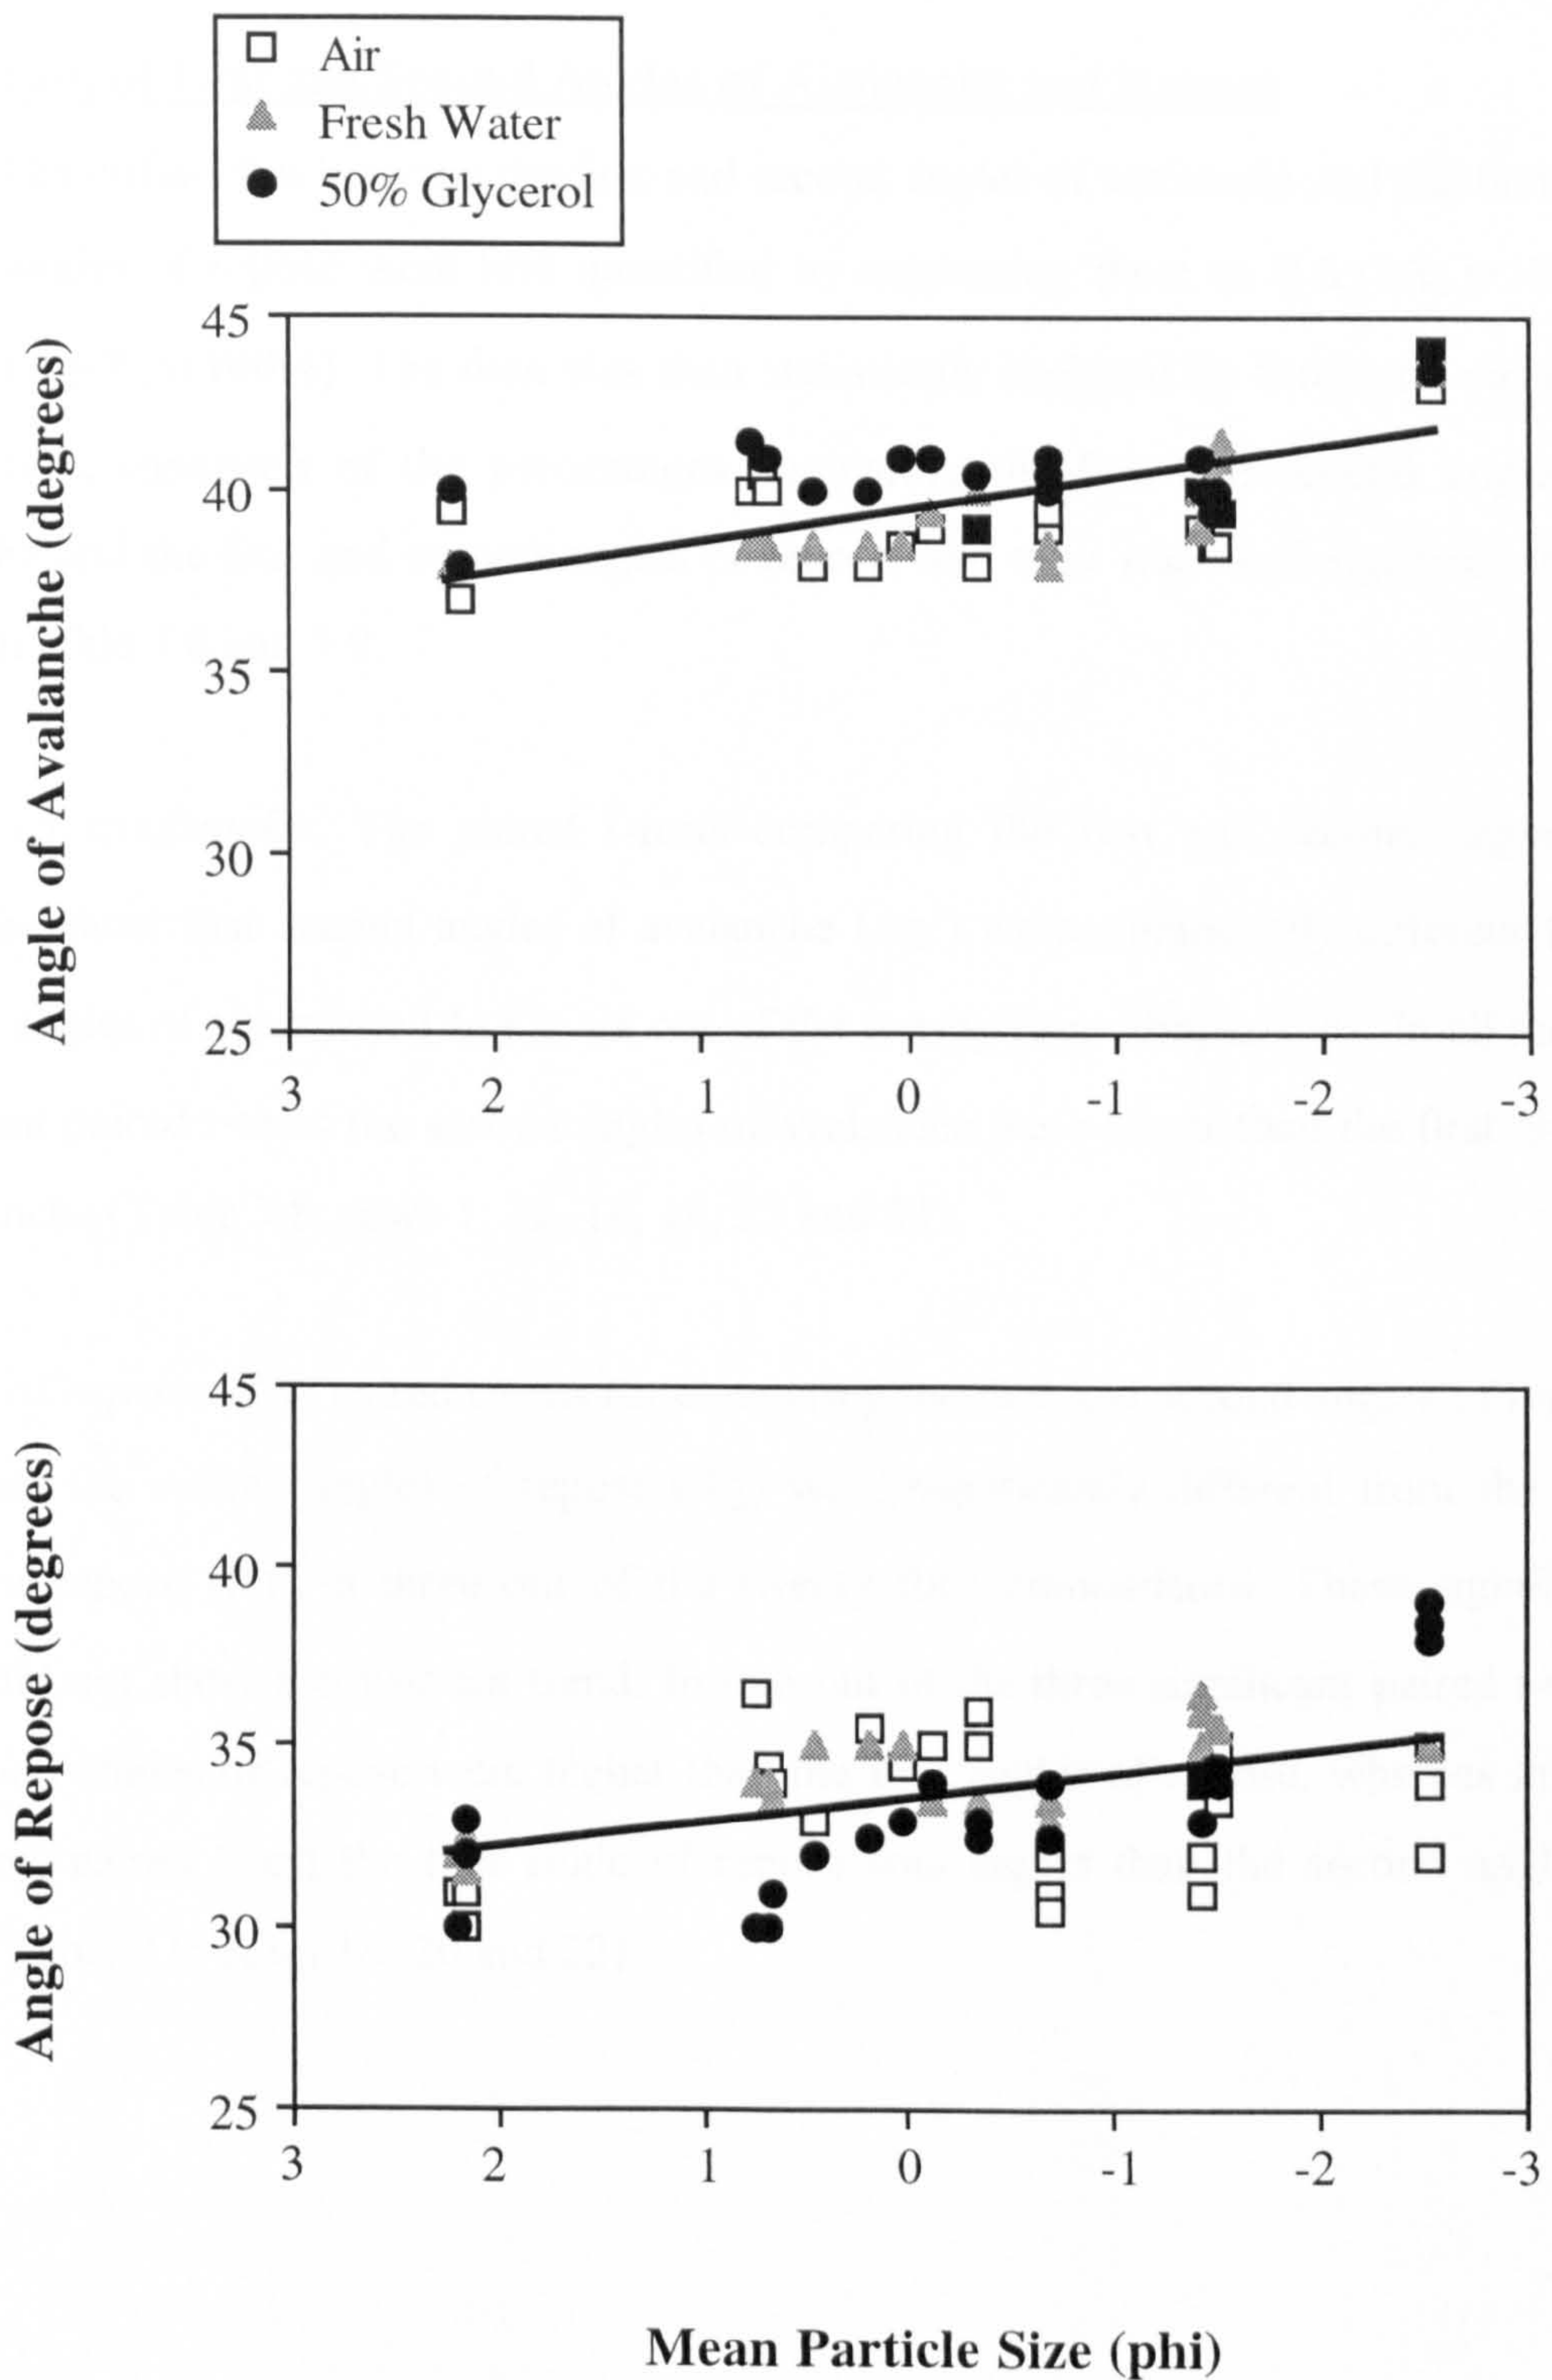 Air
Fresh Water
50% Glycerol
Angle of Avalanche (degrees)
45
40
35
30
25
3 2 1 0 -1 -2 -3
Angle of Repose (degrees)
45
40
35
30
25
3 2 1 0 -1 -2 -3
Mean Particle Size (phi)